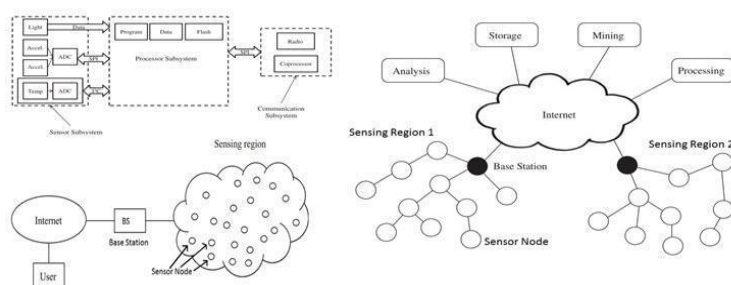 Light
Data
Accel.
ADC
SPI
Accel.
Temp
ADC
Sensor Subsystem
Program
Data
Flash
Processor Subsystem
SPI
Radio
Coprocessor
Communication
Subsystem
Storage
Mining
Analysis
Processing
Internet
Sensing Region 1
Sensing Region 2
Base Station
Sensor Node
Sensing region
Internet
BS
Base Station
Sensor Node
User